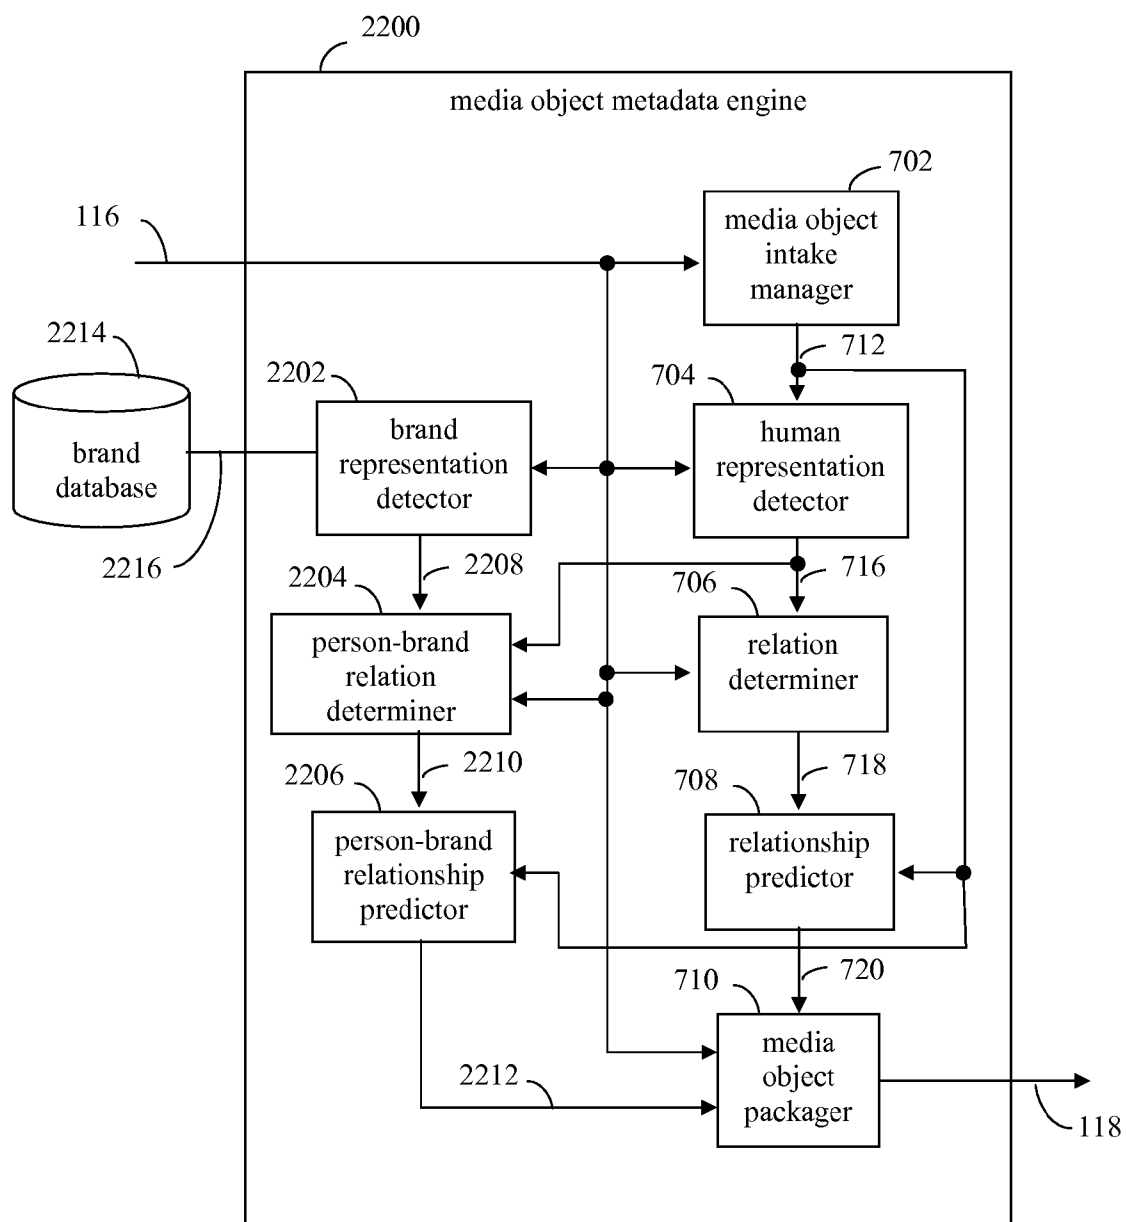 2200
media object metadata engine
702
116
media object
intake
manager
2214
712
2202
704
brand
database
brand
representation
detector
human
representation
detector
2216
2208
716
2204
706
person-brand
relation
determiner
relation
determiner
2210
718
2206
708
person-brand
relationship
predictor
relationship
predictor
720
710
2212
media
object
packager
118